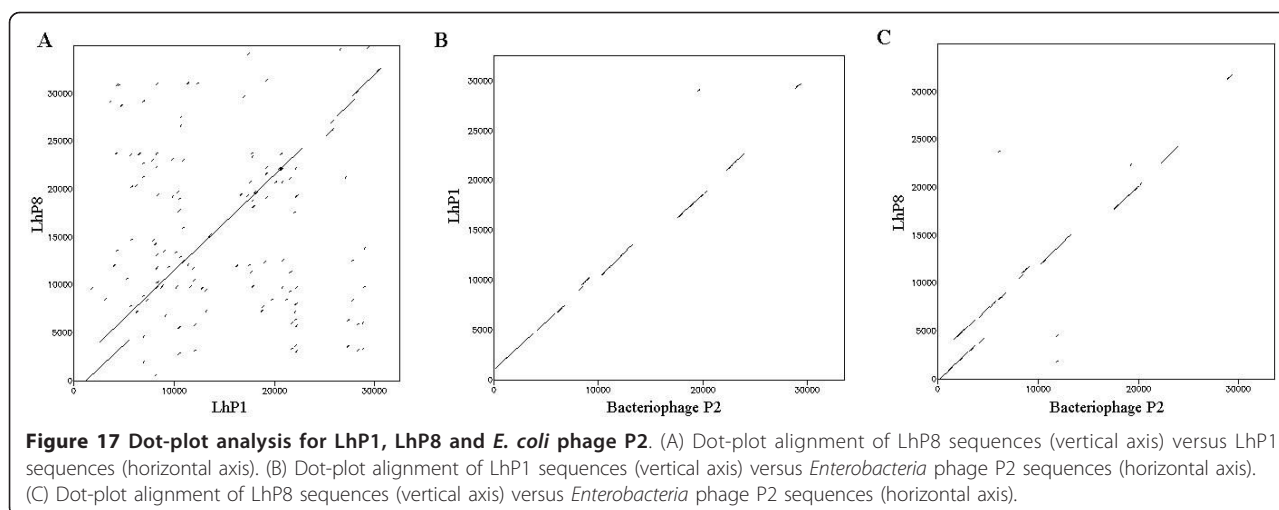 A
B
C
LhP8
30000
25000
20000
15000
10000
5000
0
0 10000 20000 30000
LhP1
LhP1
30000
25000
20000
15000
10000
5000
0
0 10000 20000 30000
Bacteriophage P2
LhP8
30000
25000
20000
15000
10000
5000
0
0 10000 20000 30000
Bacteriophage P2
Figure 17 Dot-plot analysis for LhP1, LhP8 and E. coli phage P2. (A) Dot-plot alignment of LhP8 sequences (vertical axis) versus LhP1
sequences (horizontal axis). (B) Dot-plot alignment of LhP1 sequences (vertical axis) versus Enterobacteria phage P2 sequences (horizontal axis).
(C) Dot-plot alignment of LhP8 sequences (vertical axis) versus Enterobacteria phage P2 sequences (horizontal axis).